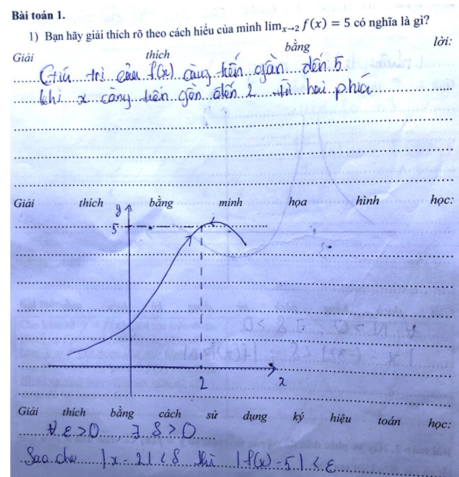 Bài toán 1.
1) Bạn hãy giải thích rõ theo cách hiểu của mình lim x→2 f(x) = 5 có nghĩa là gì?
Giải thích bằng lời:
Giá trị của f(x) càng tiến gần đến 5
khi x càng tiến gần đến 2 từ hai phía
Giải thích bằng minh họa hình học:
y
5
2
x
Giải thích bằng cách sử dụng ký hiệu toán học:
∀ε>0 ∃ δ>0
Sao cho |x-2|<δ thì |f(x)-5|<ε